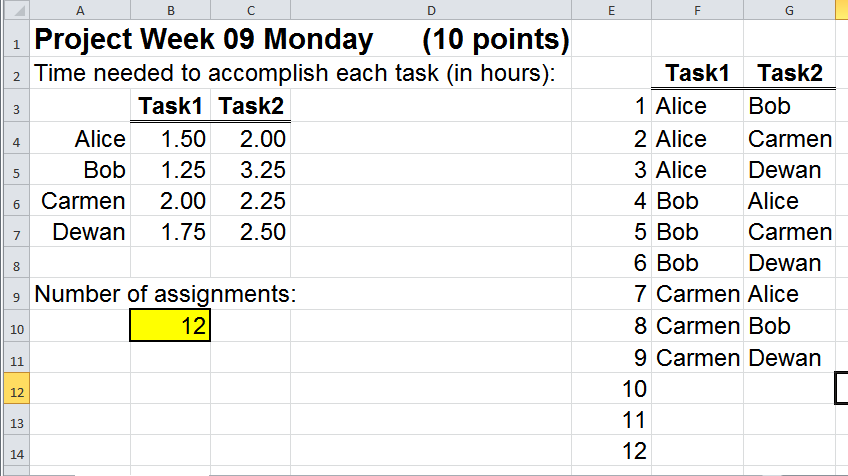 A B C D E F G
1 Project Week 09 Monday (10 points)
2 Time needed to accomplish each task (in hours): Task1 Task2
3 Task1 Task2 1 Alice Bob
4 Alice 1.50 2.00 2 Alice Carmen
5 Bob 1.25 3.25 3 Alice Dewan
6 Carmen 2.00 2.25 4 Bob Alice
7 Dewan 1.75 2.50 5 Bob Carmen
8 6 Bob Dewan
9 Number of assignments: 7 Carmen Alice
10 12 8 Carmen Bob
11 9 Carmen Dewan
12 10
13 11
14 12